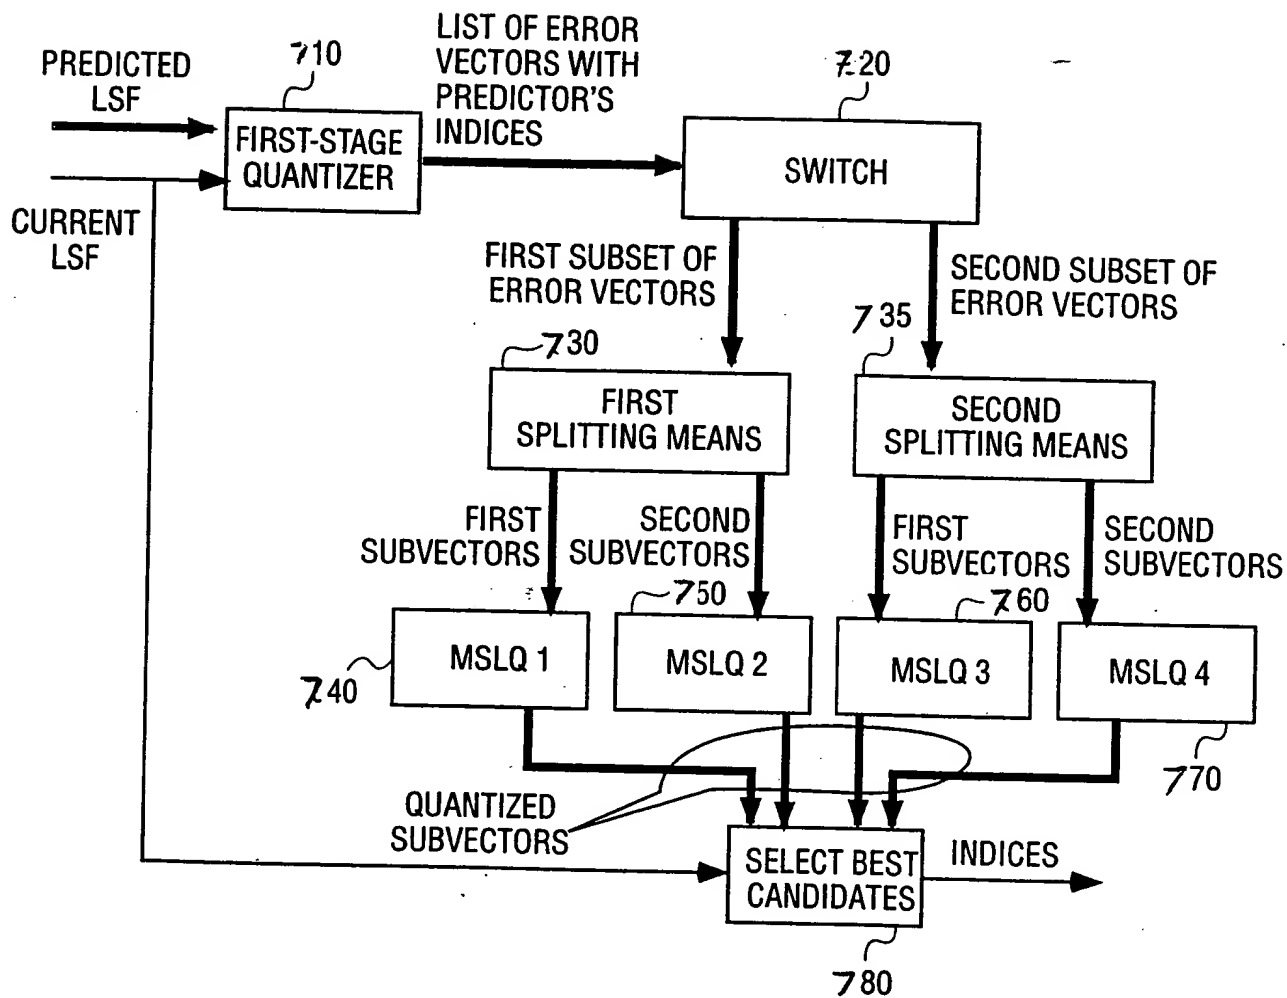 PREDICTED
LSF
710
LIST OF ERROR
VECTORS WITH
PREDICTOR'S
INDICES
720
FIRST-STAGE
QUANTIZER
SWITCH
CURRENT
LSF
FIRST SUBSET OF
ERROR VECTORS
SECOND SUBSET OF
ERROR VECTORS
730
735
FIRST
SPLITTING MEANS
SECOND
SPLITTING MEANS
FIRST
SUBVECTORS
SECOND
SUBVECTORS
FIRST
SUBVECTORS
SECOND
SUBVECTORS
750
760
MSLQ 1
MSLQ 2
MSLQ 3
MSLQ 4
740
770
QUANTIZED
SUBVECTORS
SELECT BEST
CANDIDATES
INDICES
780